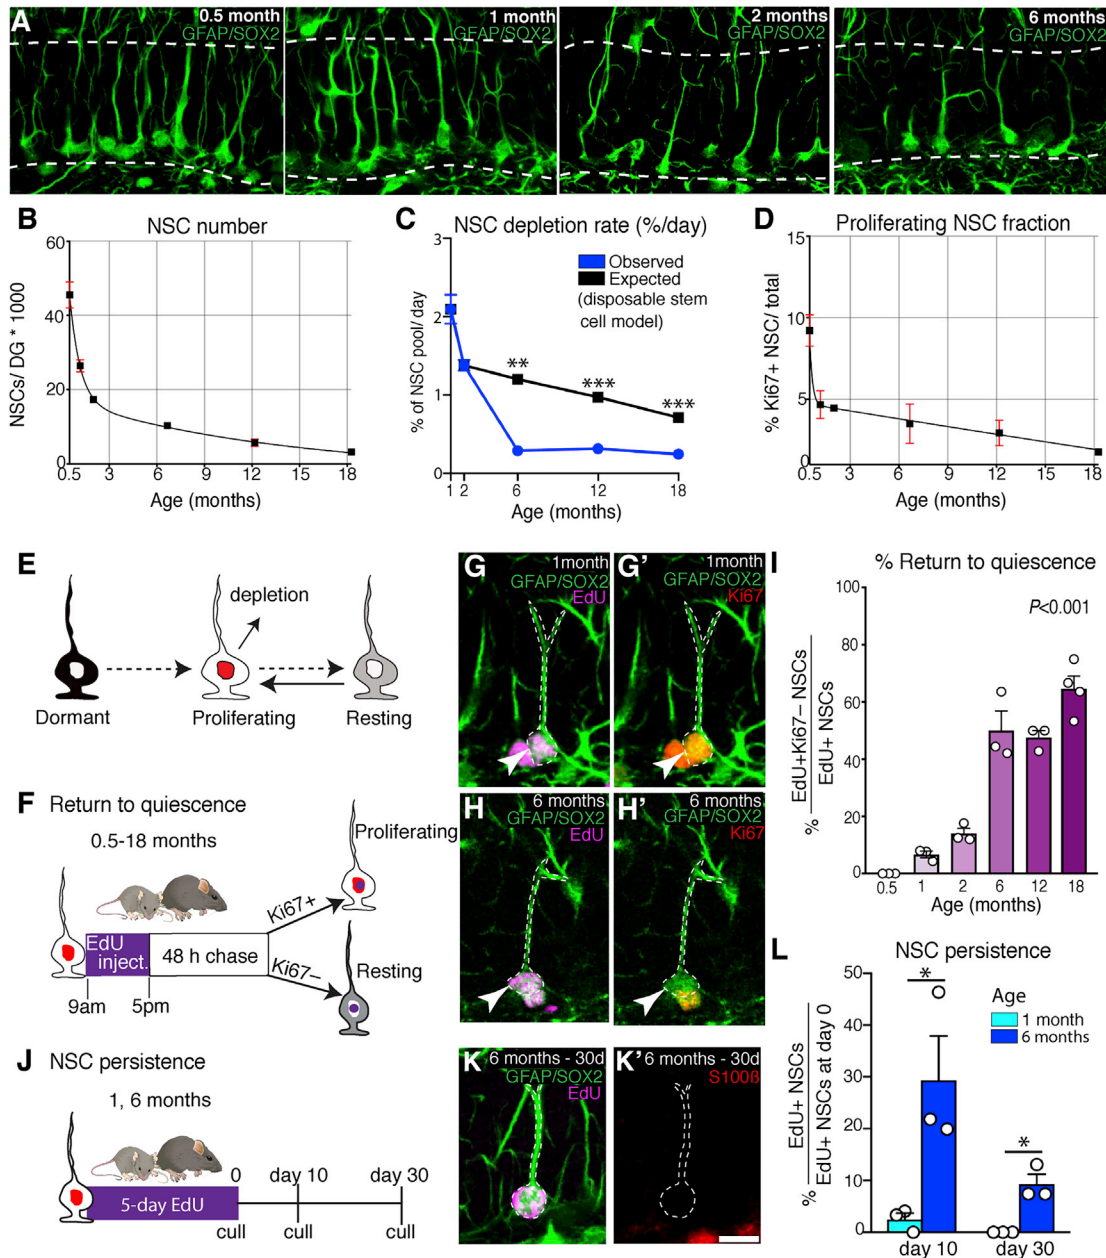 A
0.5 month
GFAP/SOX2
1 month
GFAP/SOX2
2 months
GFAP/SOX2
6 months
GFAP/SOX2
B
NSC number
NSCs/ DG * 1000
60
40
20
0
0.5 3 6 9 12 15 18
Age (months)
C
NSC depletion rate (%/day)
% of NSC pool/ day
3
2
1
0
Observed
Expected
(disposable stem
cell model)
**
***
***
1 2 6 12 18
Age (months)
D
Proliferating NSC fraction
% Ki67+ NSC/ total
15
10
5
0
0.5 3 6 9 12 15 18
Age (months)
E
depletion
Dormant
Proliferating
Resting
F
Return to quiescence
0.5-18 months
EdU
inject.
48 h chase
9am
5pm
Ki67+
Ki67–
Proliferating
Resting
G
1month
GFAP/SOX2
EdU
G'
1month
GFAP/SOX2
Ki67
H
6 months
GFAP/SOX2
EdU
H'
6 months
GFAP/SOX2
Ki67
I
% Return to quiescence
P<0.001
% EdU+Ki67– NSCs
EdU+ NSCs
100
80
60
40
20
0
0.5 1 2 6 12 18
Age (months)
J
NSC persistence
1, 6 months
5-day EdU
0 day 10 day 30
cull cull cull
K
6 months - 30d
GFAP/SOX2
EdU
K'
6 months - 30d
S100ß
L
NSC persistence
% EdU+ NSCs
EdU+ NSCs at day 0
50
40
30
20
10
0
*
*
Age
1 month
6 months
day 10 day 30